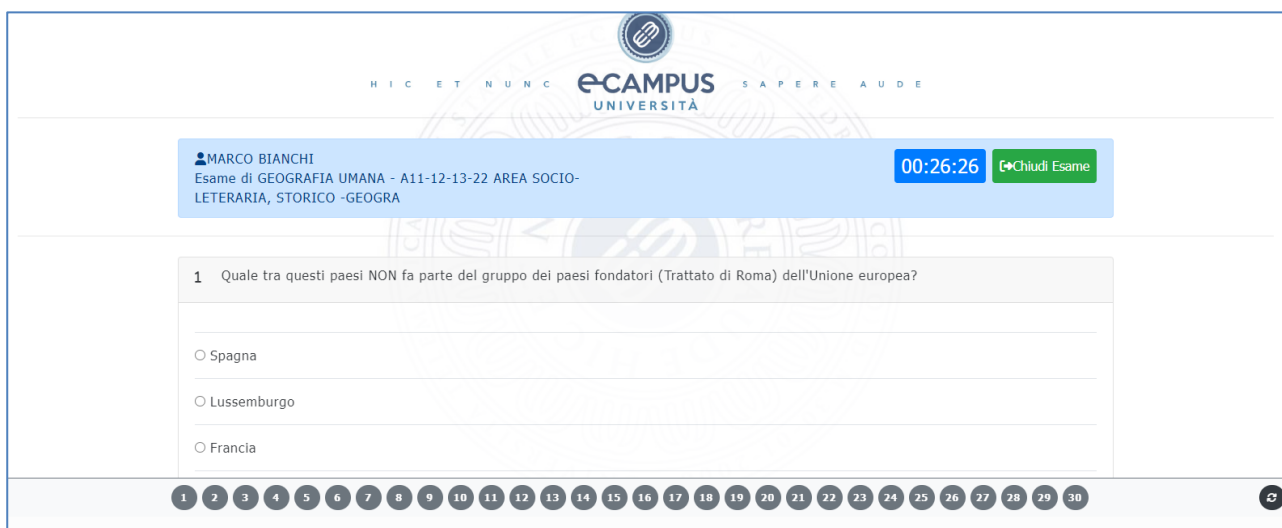 HIC ET NUNC eCAMPUS SAPERE AUDE
UNIVERSITÀ
MARCO BIANCHI
Esame di GEOGRAFIA UMANA - A11-12-13-22 AREA SOCIO-
LETERARIA, STORICO -GEOGRA
00:26:26 Chiudi Esame
1 Quale tra questi paesi NON fa parte del gruppo dei paesi fondatori (Trattato di Roma) dell'Unione europea?
Spagna
Lussemburgo
Francia
1 2 3 4 5 6 7 8 9 10 11 12 13 14 15 16 17 18 19 20 21 22 23 24 25 26 27 28 29 30